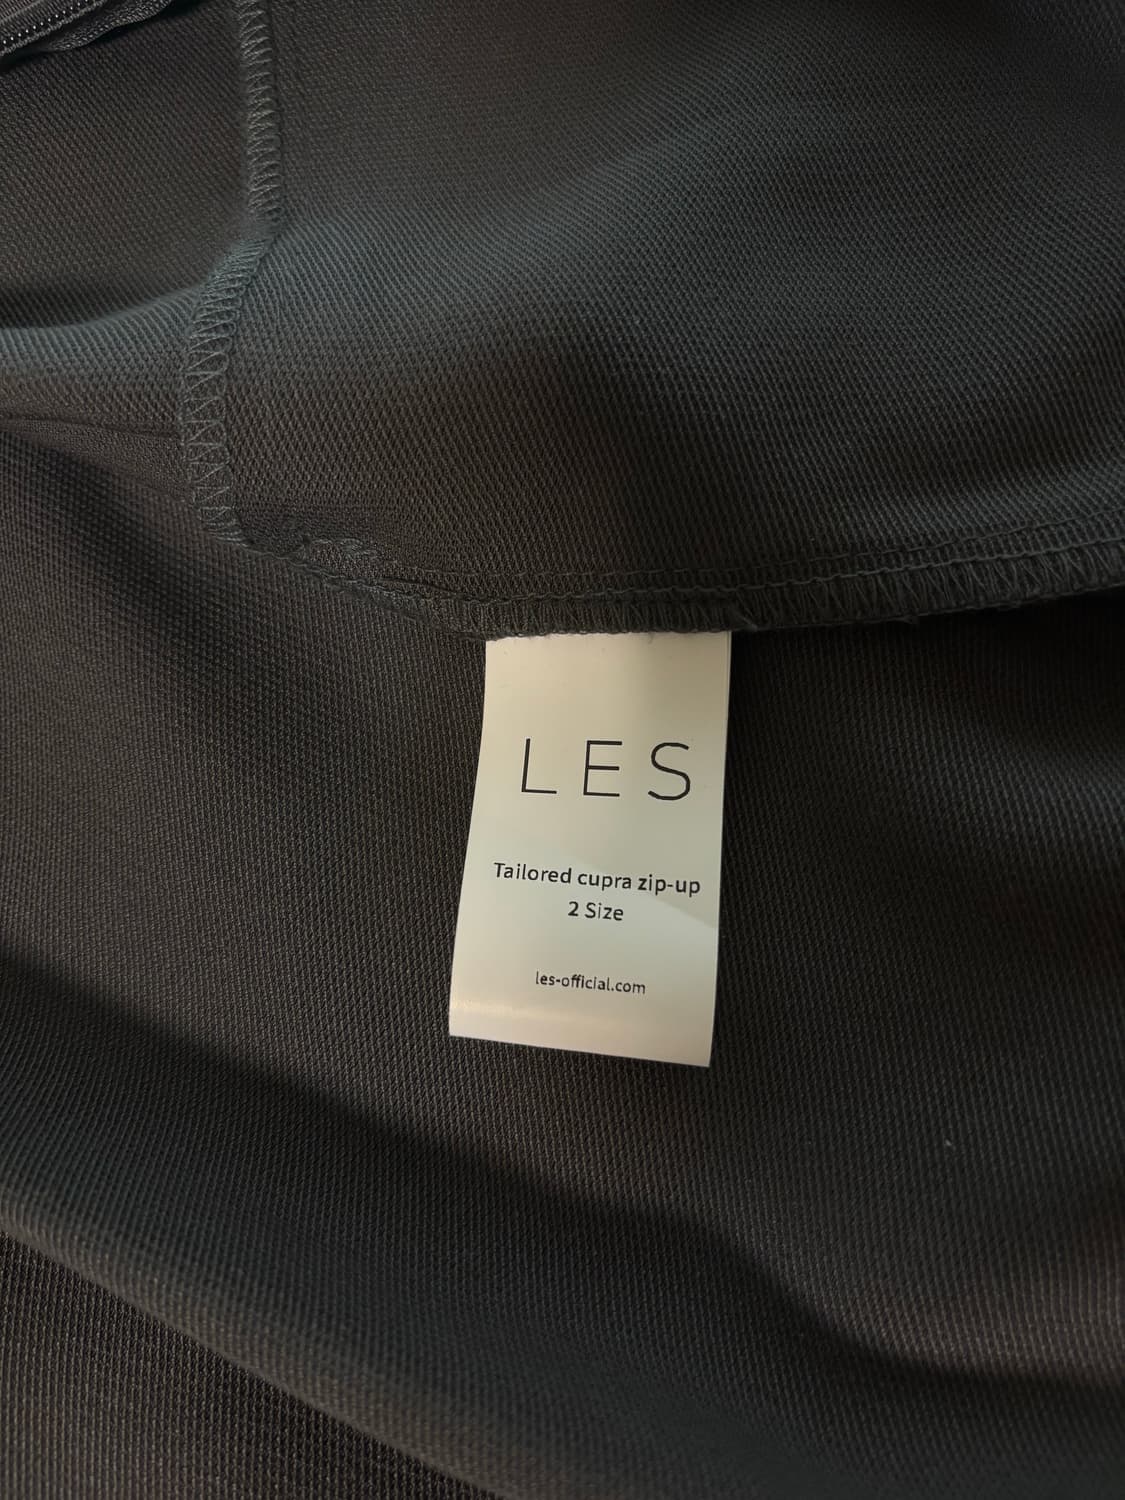 LES
Tailored cupra zip-up
2 Size
les-official.com